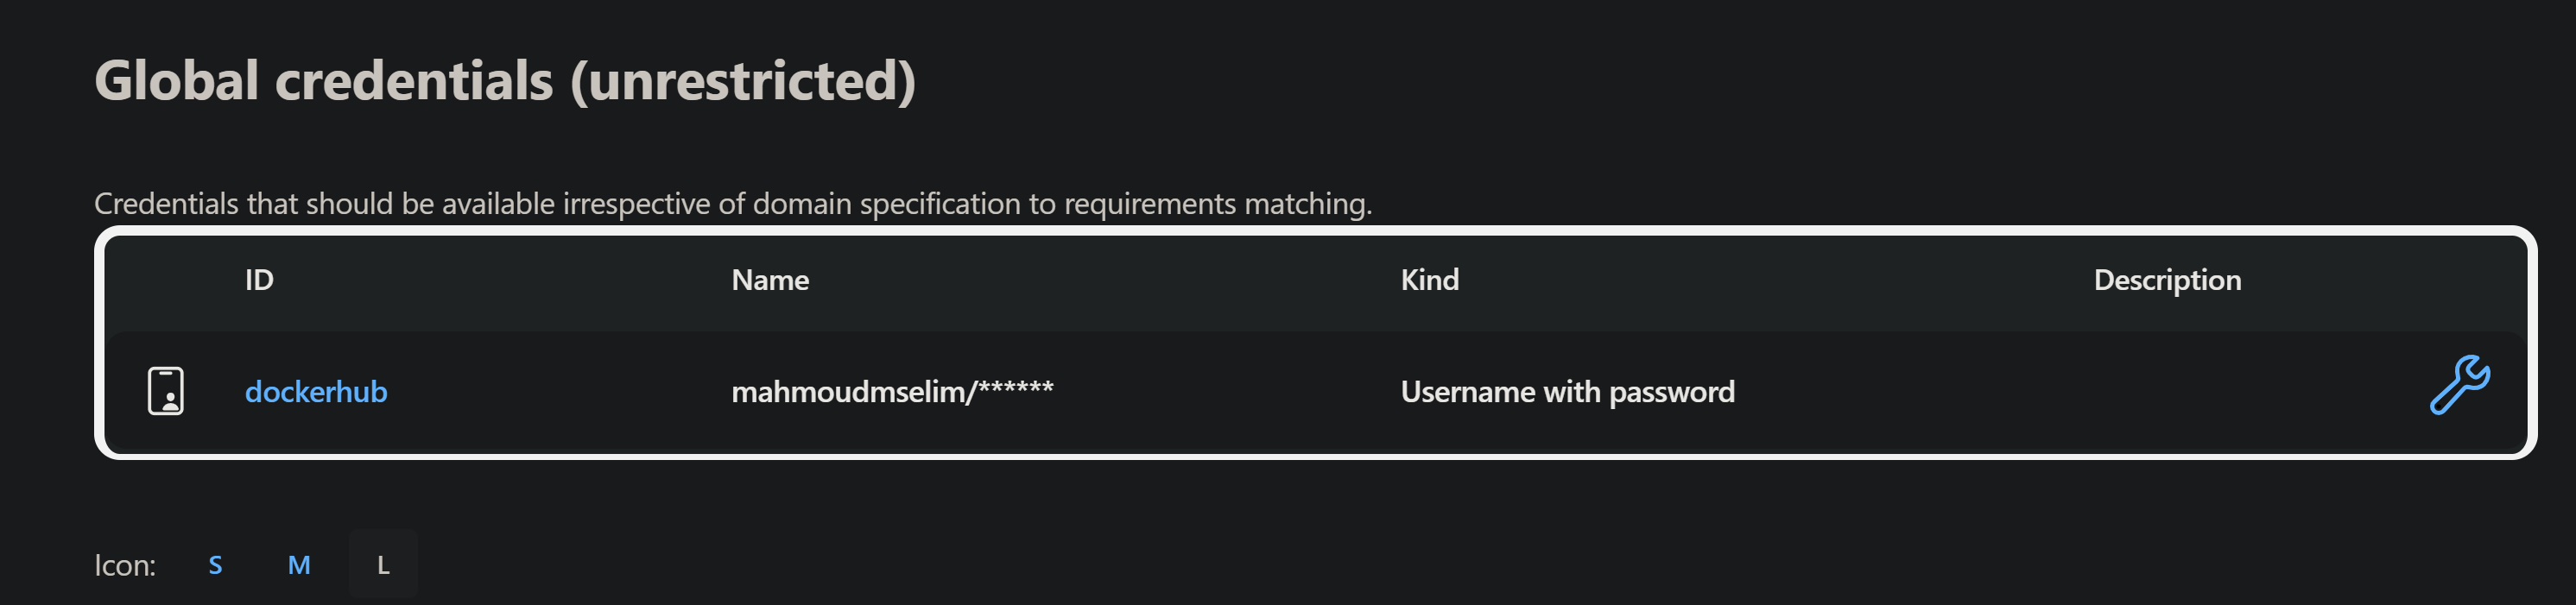 Global credentials (unrestricted)
Credentials that should be available irrespective of domain specification to requirements matching.
ID Name Kind Description
dockerhub mahmoudmselim/****** Username with password
Icon: S M L